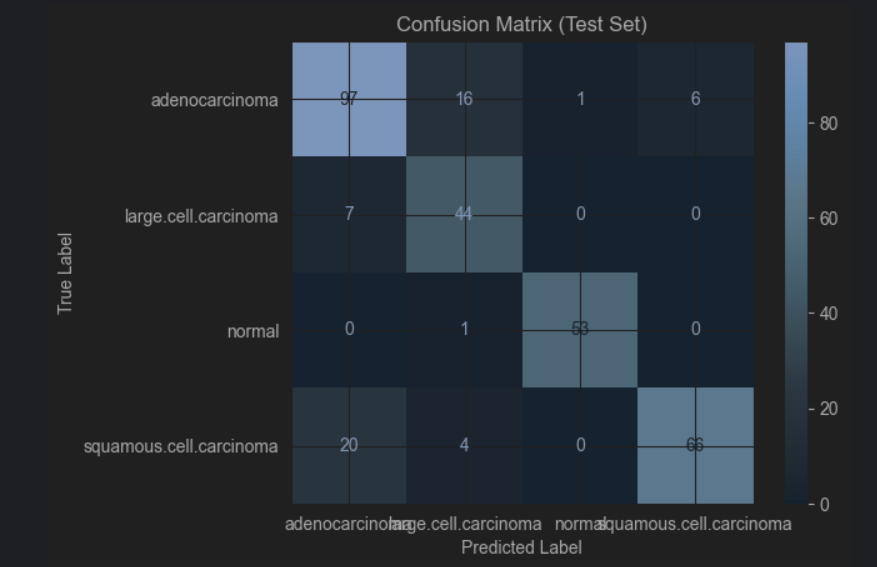 Confusion Matrix (Test Set)
adenocarcinoma 97 16 1 6
large.cell.carcinoma 7 44 0 0
normal 0 1 53 0
squamous.cell.carcinoma 20 4 0 66
adenocarcinoma large.cell.carcinoma normal squamous.cell.carcinoma
Predicted Label
True Label
80
60
40
20
0